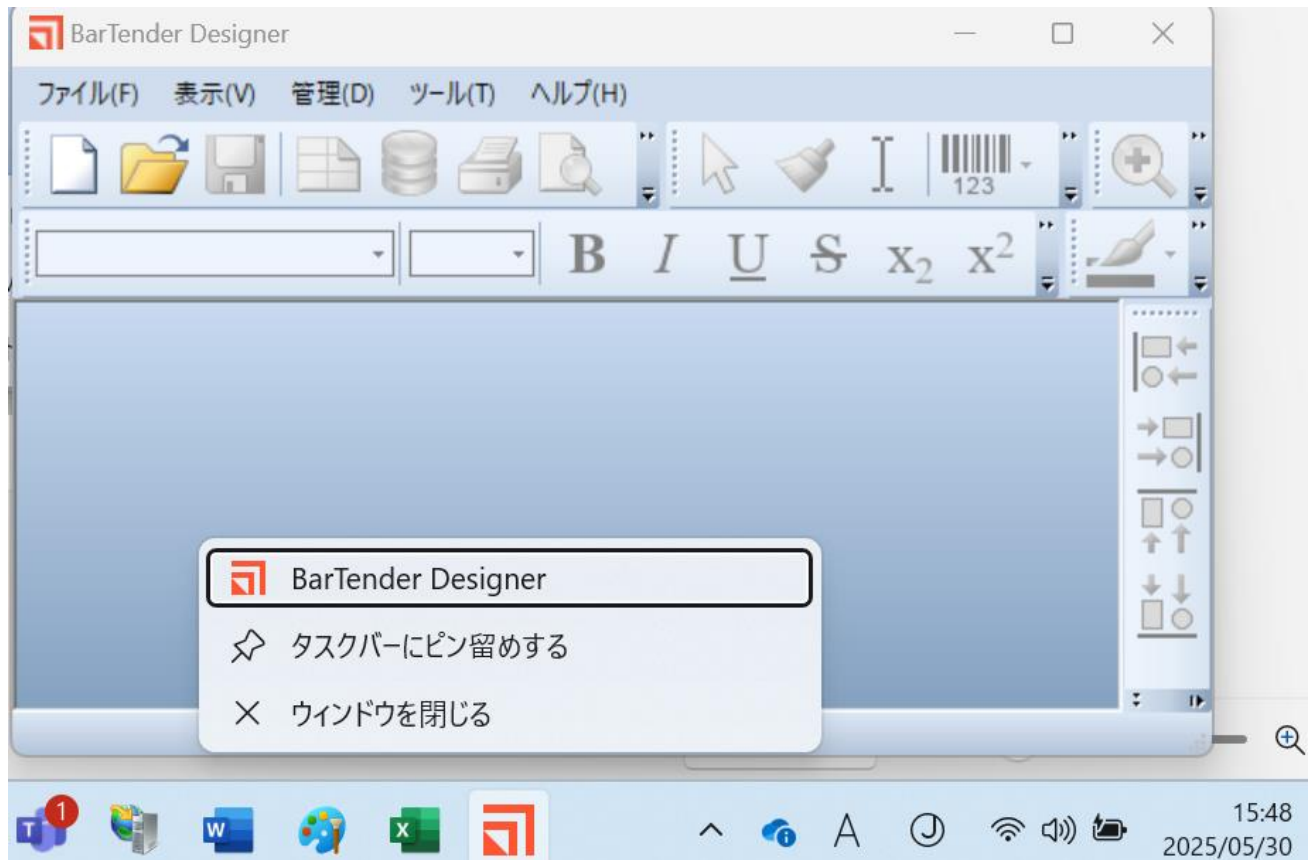 BarTender Designer
ファイル(F) 表示(V) 管理(D) ツール(T) ヘルプ(H)
123
B I U S X2 X2
BarTender Designer
タスクバーにピン留めする
ウィンドウを閉じる
1
T W X A J
15:48
2025/05/30